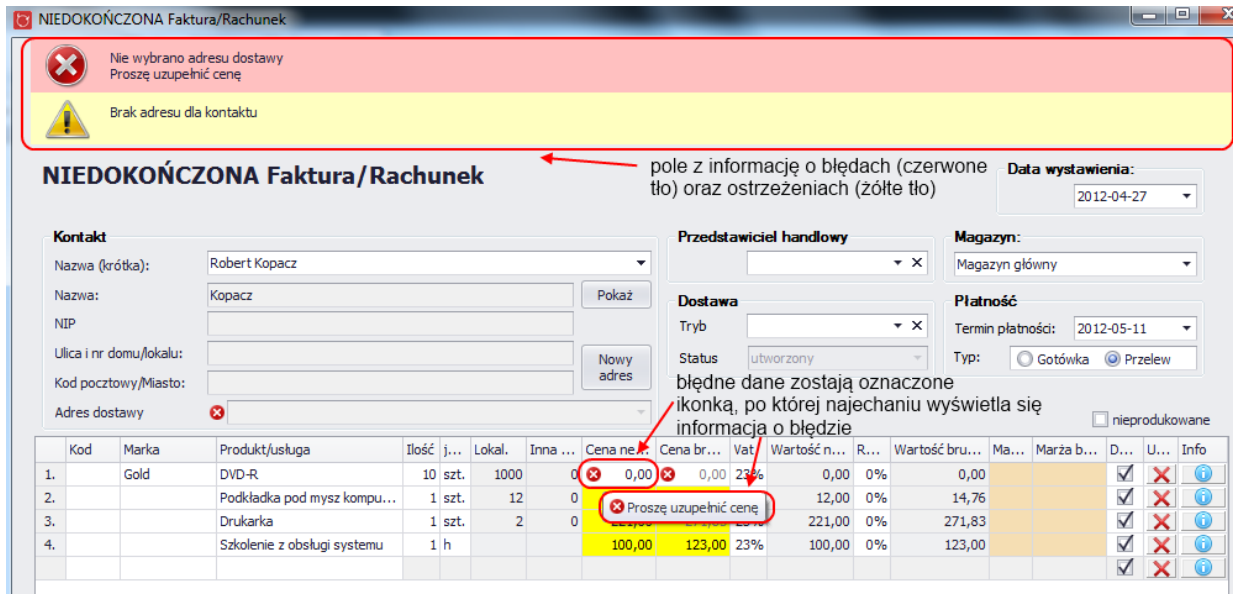 NIEDOKOŃCZONA Faktura/Rachunek
Nie wybrano adresu dostawy
Proszę uzupełnić cenę
Brak adresu dla kontaktu
NIEDOKOŃCZONA Faktura/Rachunek
pole z informację o błędach (czerwone
tło) oraz ostrzeżeniach (żółte tło)
Data wystawienia:
2012-04-27
Kontakt
Nazwa (krótka): Robert Kopacz
Nazwa: Kopacz Pokaż
NIP
Ulica i nr domu/lokalu:
Kod pocztowy/Miasto:
Nowy
adres
Adres dostawy
Przedstawiciel handlowy
Magazyn:
Magazyn główny
Dostawa
Tryb
Status utworzony
Płatność
Termin płatności: 2012-05-11
Typ: Gotówka Przelew
błędne dane zostają oznaczone
ikonką, po której najechaniu wyświetla się
informacja o błędzie
nieprodukowane
Kod Marka Produkt/usługa Ilość j... Lokal. Inna ... Cena ne... Cena br... Vat Wartość n... R... Wartość bru... Ma... Marża b... D... U... Info
1. Gold DVD-R 10 szt. 1000 0 0,00 0,00 23% 0,00 0% 0,00
2. Podkładka pod mysz kompu... 1 szt. 12 0 12,00 0% 14,76
Proszę uzupełnić cenę
3. Drukarka 1 szt. 2 0 221,00 0% 271,83
4. Szkolenie z obsługi systemu 1 h 100,00 123,00 23% 100,00 0% 123,00